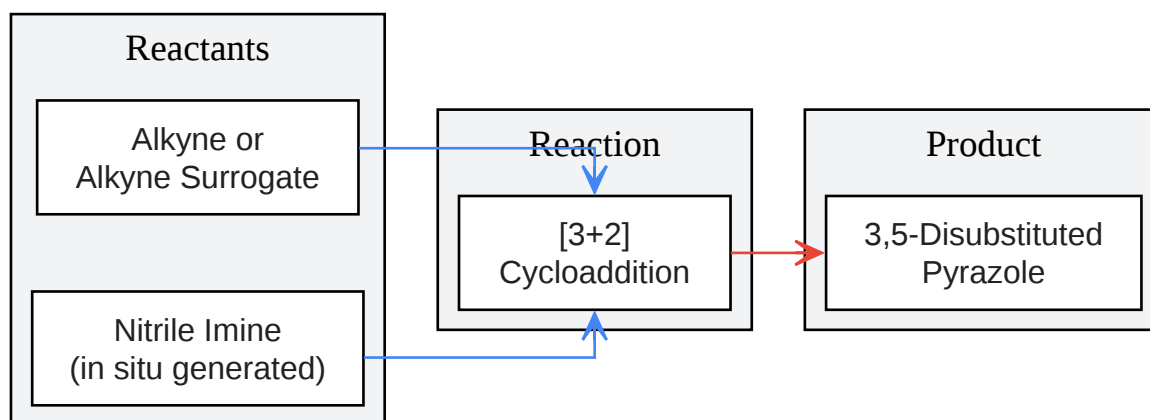 Reactants
Alkyne or
Alkyne Surrogate
Nitrile Imine
(in situ generated)
Reaction
[3+2]
Cycloaddition
Product
3,5-Disubstituted
Pyrazole